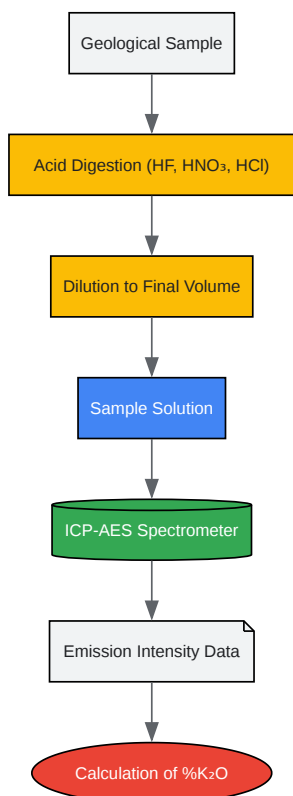 Geological Sample
Acid Digestion (HF, HNO₃, HCl)
Dilution to Final Volume
Sample Solution
ICP-AES Spectrometer
Emission Intensity Data
Calculation of %K₂O